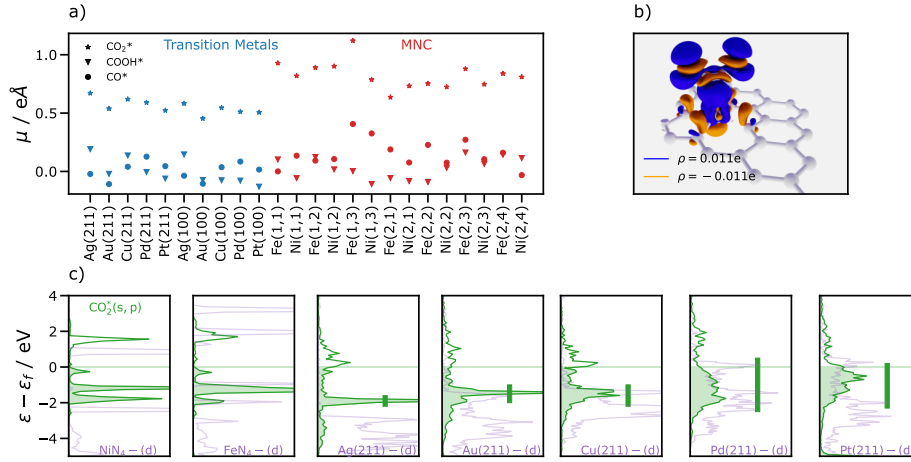 a)
b)
Transition Metals
MNC
CO₂*
COOH*
CO*
μ / eÅ
1.0
0.5
0.0
Ag(211)
Au(211)
Cu(211)
Pd(211)
Pt(211)
Ag(100)
Au(100)
Cu(100)
Pd(100)
Pt(100)
Fe(1,1)
Ni(1,1)
Fe(1,2)
Ni(1,2)
Fe(1,3)
Ni(1,3)
Fe(2,1)
Ni(2,1)
Fe(2,2)
Ni(2,2)
Fe(2,3)
Ni(2,3)
Fe(2,4)
Ni(2,4)
ρ = 0.011e
ρ = −0.011e
c)
ε − ε_f / eV
4
2
0
−2
−4
CO₂*(s, p)
NiN₄ − (d)
FeN₄ − (d)
Ag(211) − (d)
Au(211) − (d)
Cu(211) − (d)
Pd(211) − (d)
Pt(211) − (d)